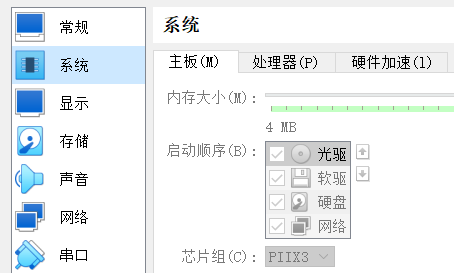 常规
系统
显示
存储
声音
网络
串口
系统
主板(M) 处理器(P) 硬件加速(l)
内存大小(M):
4 MB
启动顺序(B): 光驱
软驱
硬盘
网络
芯片组(C): PIIX3